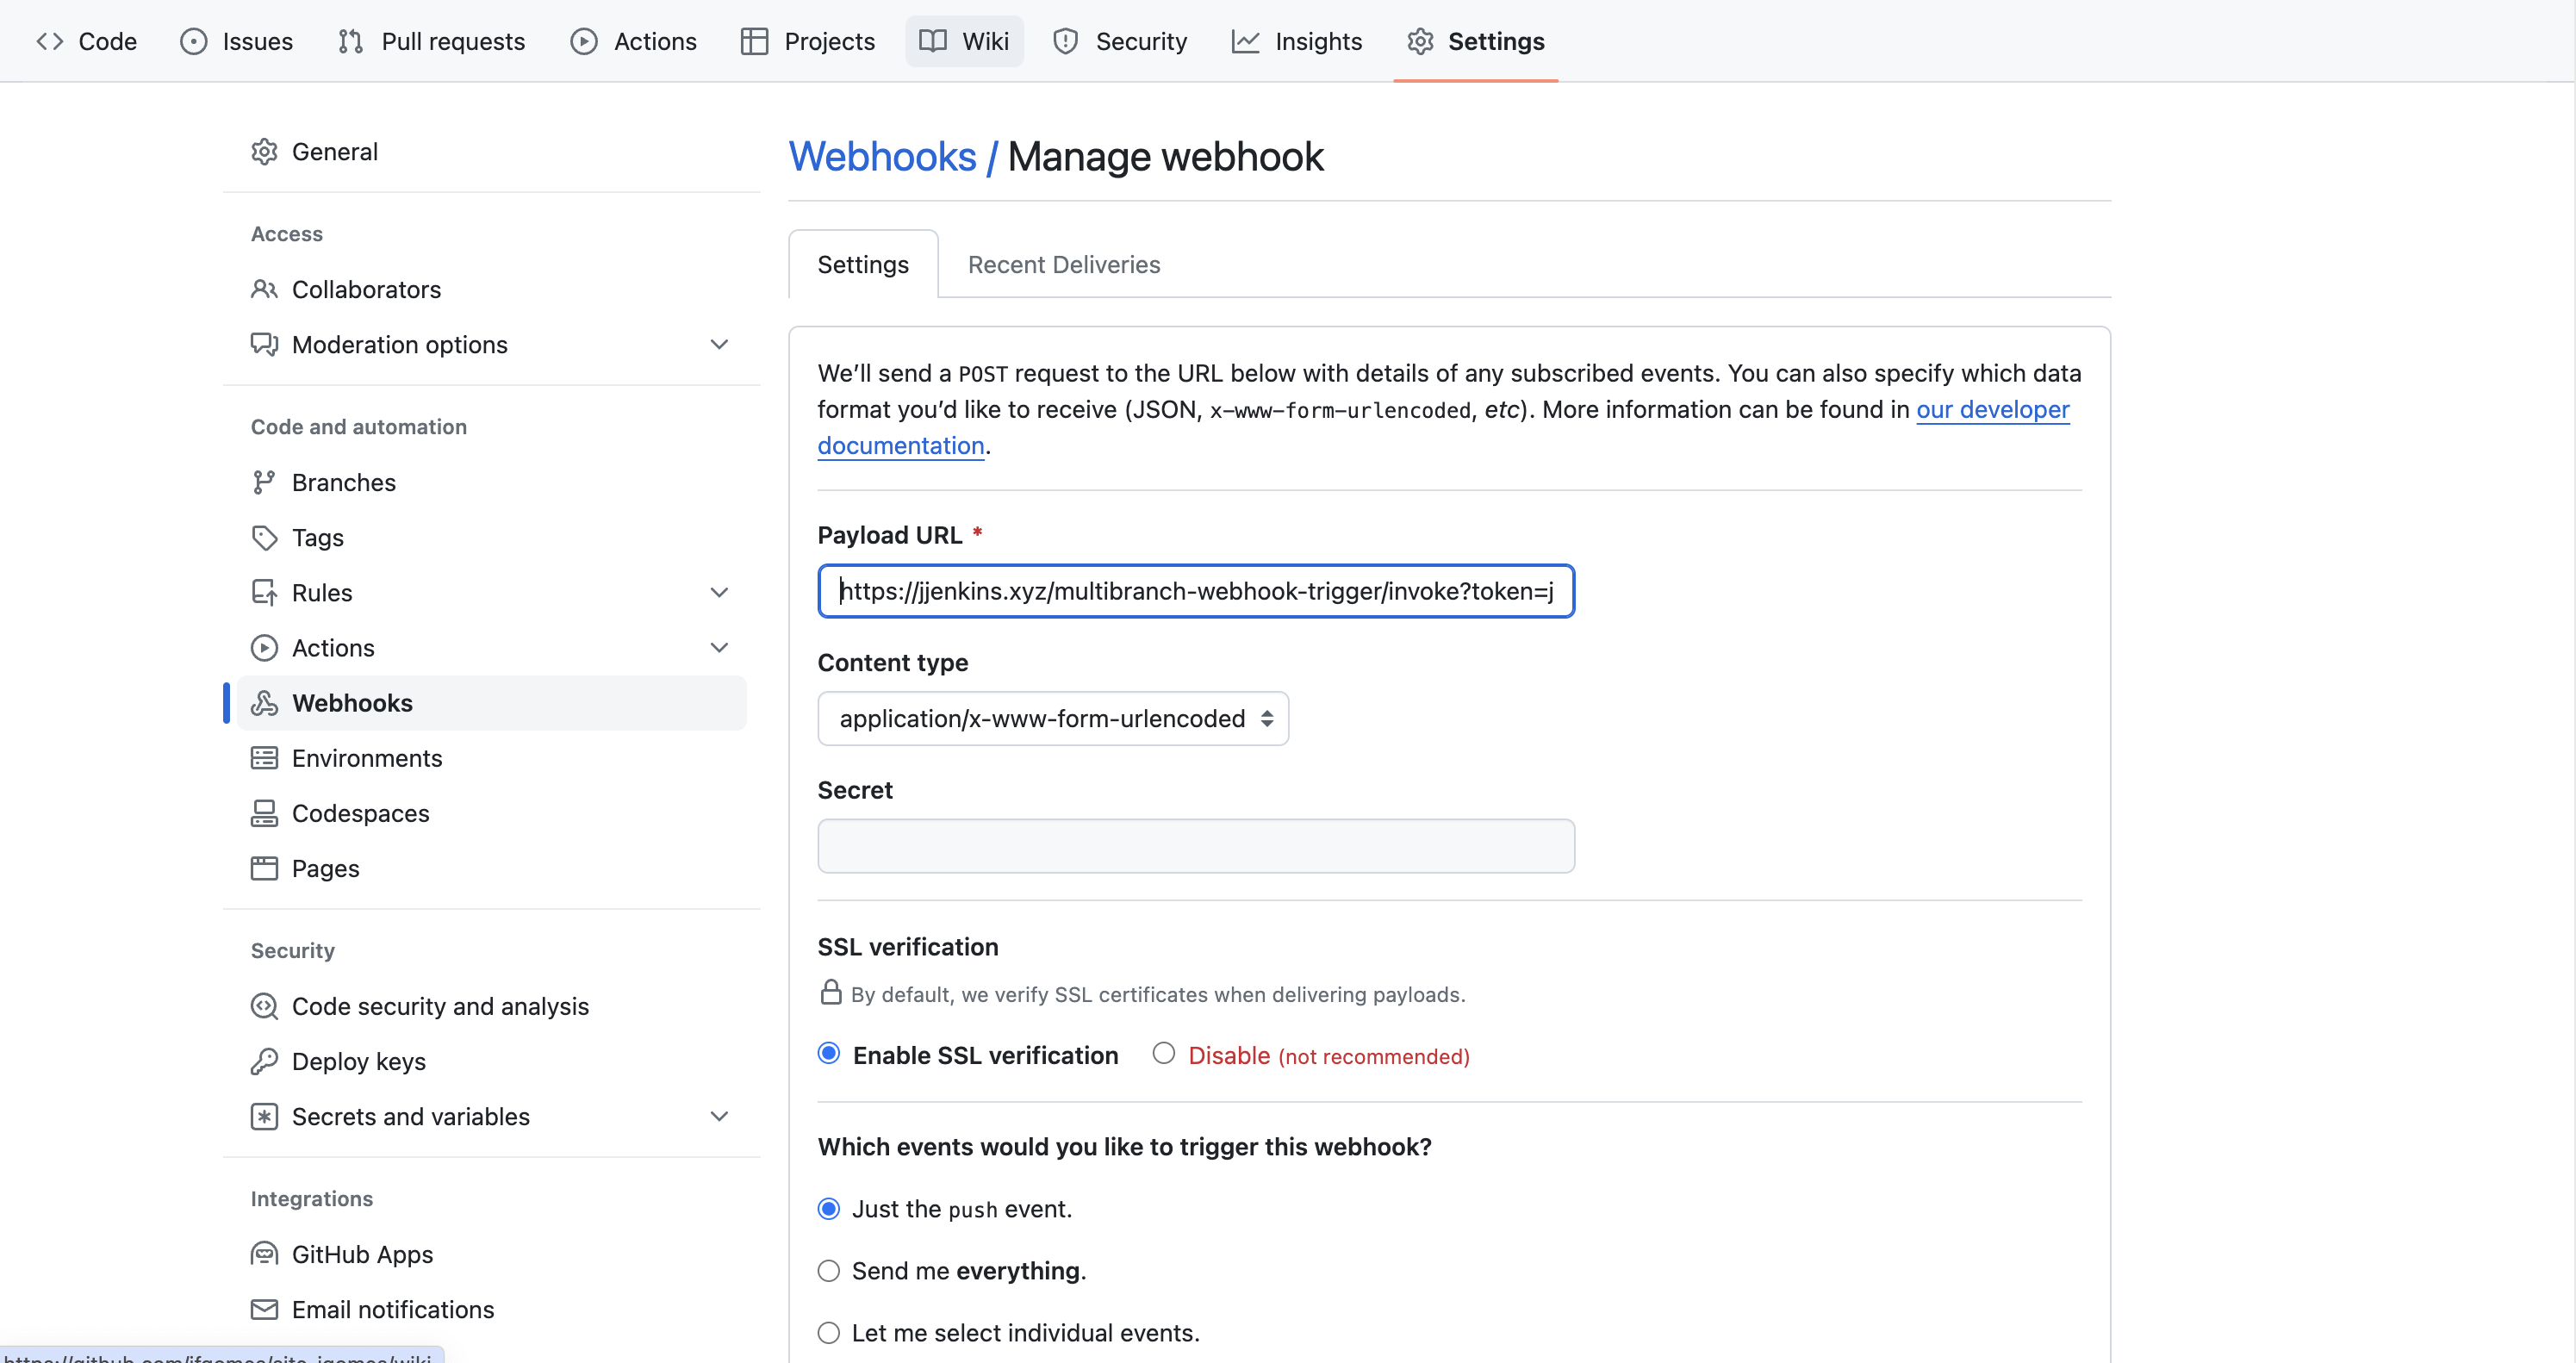 Code Issues Pull requests Actions Projects Wiki Security Insights Settings
General
Access
Collaborators
Moderation options
Code and automation
Branches
Tags
Rules
Actions
Webhooks
Environments
Codespaces
Pages
Security
Code security and analysis
Deploy keys
Secrets and variables
Integrations
GitHub Apps
Email notifications
Webhooks / Manage webhook
Settings Recent Deliveries
We’ll send a POST request to the URL below with details of any subscribed events. You can also specify which data
format you’d like to receive (JSON, x-www-form-urlencoded, etc). More information can be found in our developer
documentation.
Payload URL *
https://jjenkins.xyz/multibranch-webhook-trigger/invoke?token=j
Content type
application/x-www-form-urlencoded
Secret
SSL verification
By default, we verify SSL certificates when delivering payloads.
Enable SSL verification Disable (not recommended)
Which events would you like to trigger this webhook?
Just the push event.
Send me everything.
Let me select individual events.